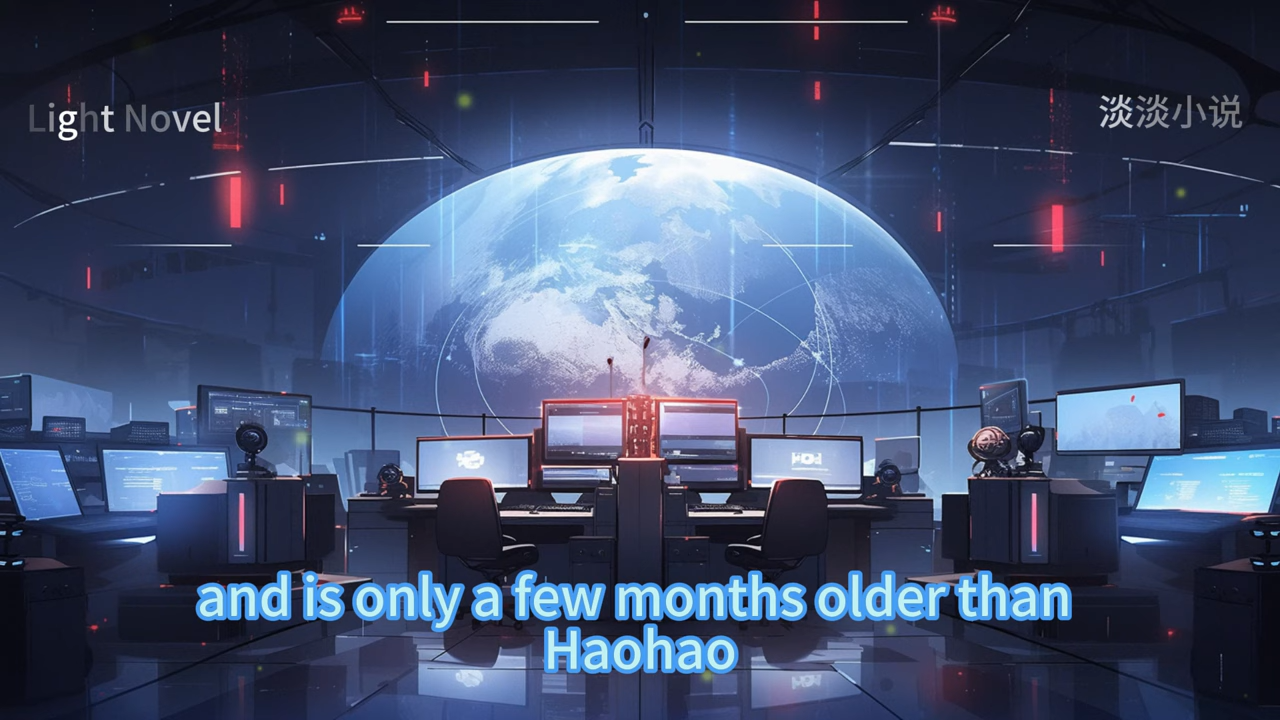 Light Novel
淡淡小说
and is only a few months older than
Haohao